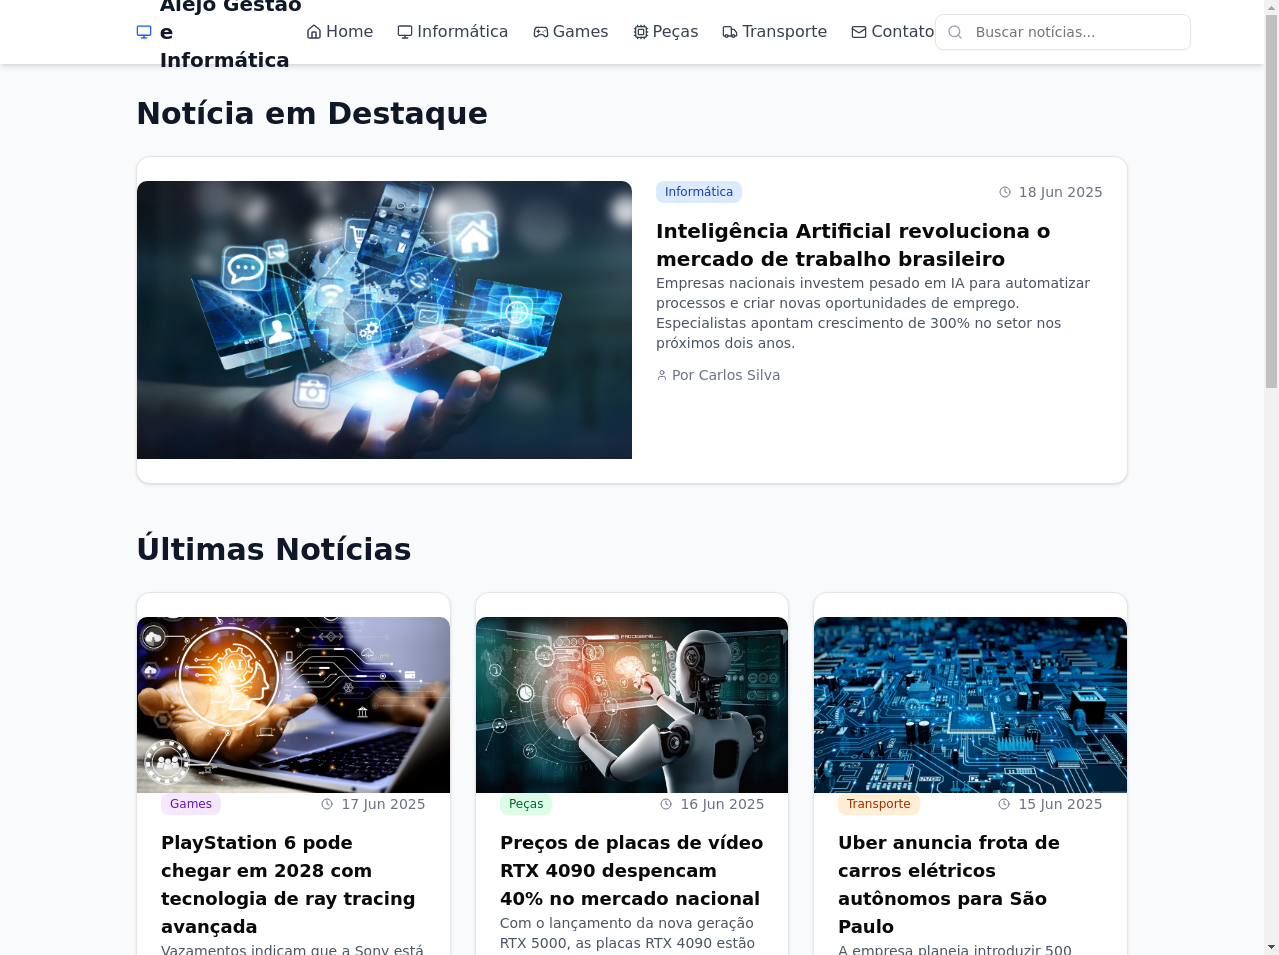 Alejo Gestão
e
Informática
Home
Informática
Games
Peças
Transporte
Contato
Buscar notícias...
Notícia em Destaque
Informática
18 Jun 2025
Inteligência Artificial revoluciona o
mercado de trabalho brasileiro
Empresas nacionais investem pesado em IA para automatizar
processos e criar novas oportunidades de emprego.
Especialistas apontam crescimento de 300% no setor nos
próximos dois anos.
Por Carlos Silva
Últimas Notícias
AI
Games
17 Jun 2025
PlayStation 6 pode
chegar em 2028 com
tecnologia de ray tracing
avançada
Vazamentos indicam que a Sony está
Peças
16 Jun 2025
Preços de placas de vídeo
RTX 4090 despencam
40% no mercado nacional
Com o lançamento da nova geração
RTX 5000, as placas RTX 4090 estão
Transporte
15 Jun 2025
Uber anuncia frota de
carros elétricos
autônomos para São
Paulo
A empresa planeja introduzir 500